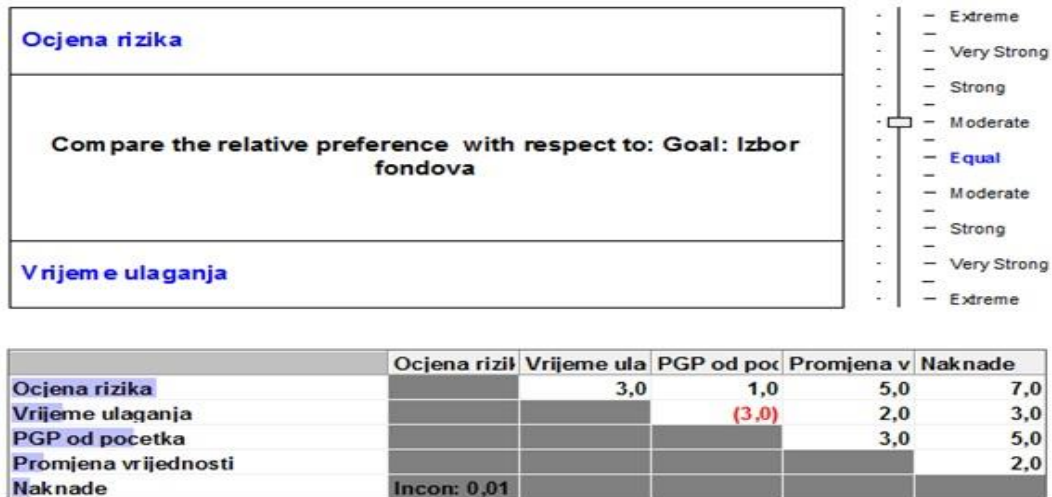 Ocjena rizika
Compare the relative preference with respect to: Goal: Izbor
fondova
Vrijeme ulaganja
Extreme
Very Strong
Strong
Moderate
Equal
Moderate
Strong
Very Strong
Extreme
Ocjena rizik Vrijeme ula PGP od poc Promjena v Naknade
Ocjena rizika 3,0 1,0 5,0 7,0
Vrijeme ulaganja (3,0) 2,0 3,0
PGP od pocetka 3,0 5,0
Promjena vrijednosti 2,0
Naknade Incon: 0,01